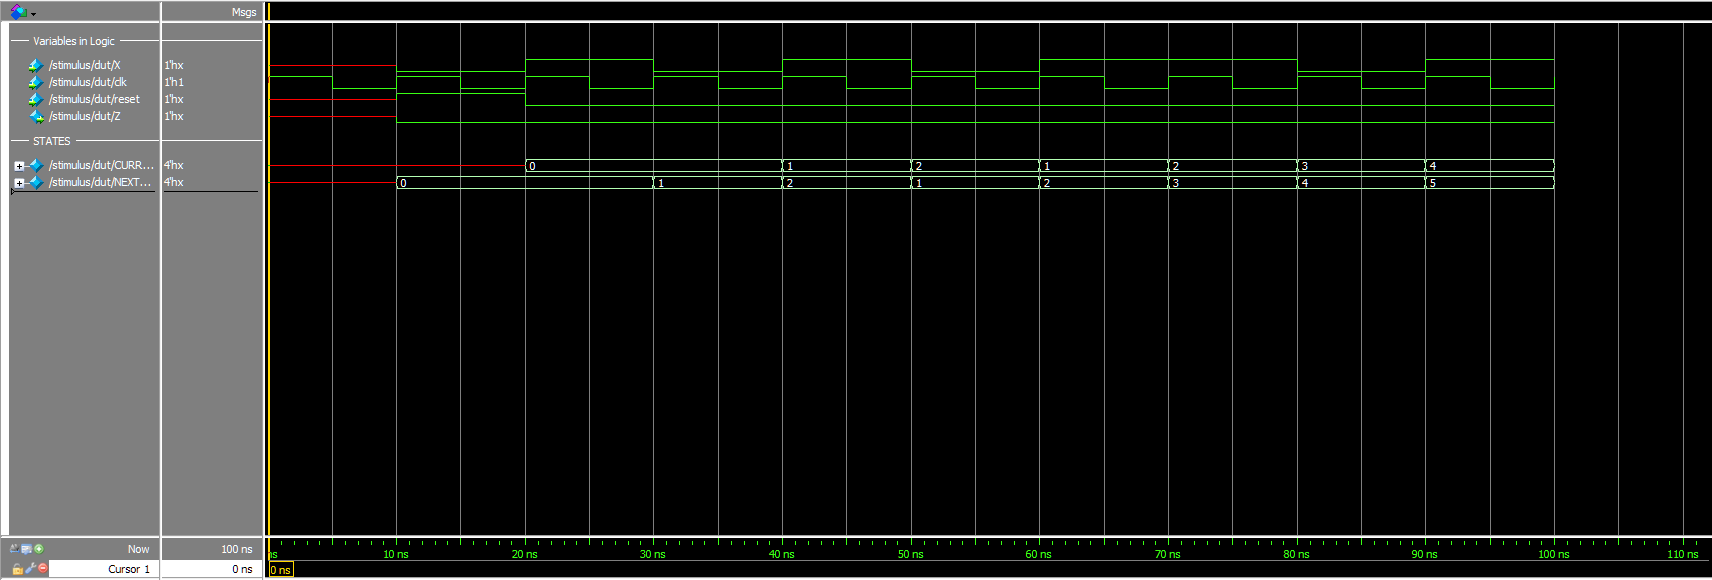 Msgs
Variables in Logic
/stimulus/dut/X 1'hx
/stimulus/dut/clk 1'h1
/stimulus/dut/reset 1'hx
/stimulus/dut/Z 1'hx
STATES
/stimulus/dut/CURR... 4'hx 0 1 2 1 2 3 4
/stimulus/dut/NEXT... 4'hx 0 1 2 1 2 3 4 5
Now 100 ns ns 10 ns 20 ns 30 ns 40 ns 50 ns 60 ns 70 ns 80 ns 90 ns 100 ns 110 ns
Cursor 1 0 ns 0 ns